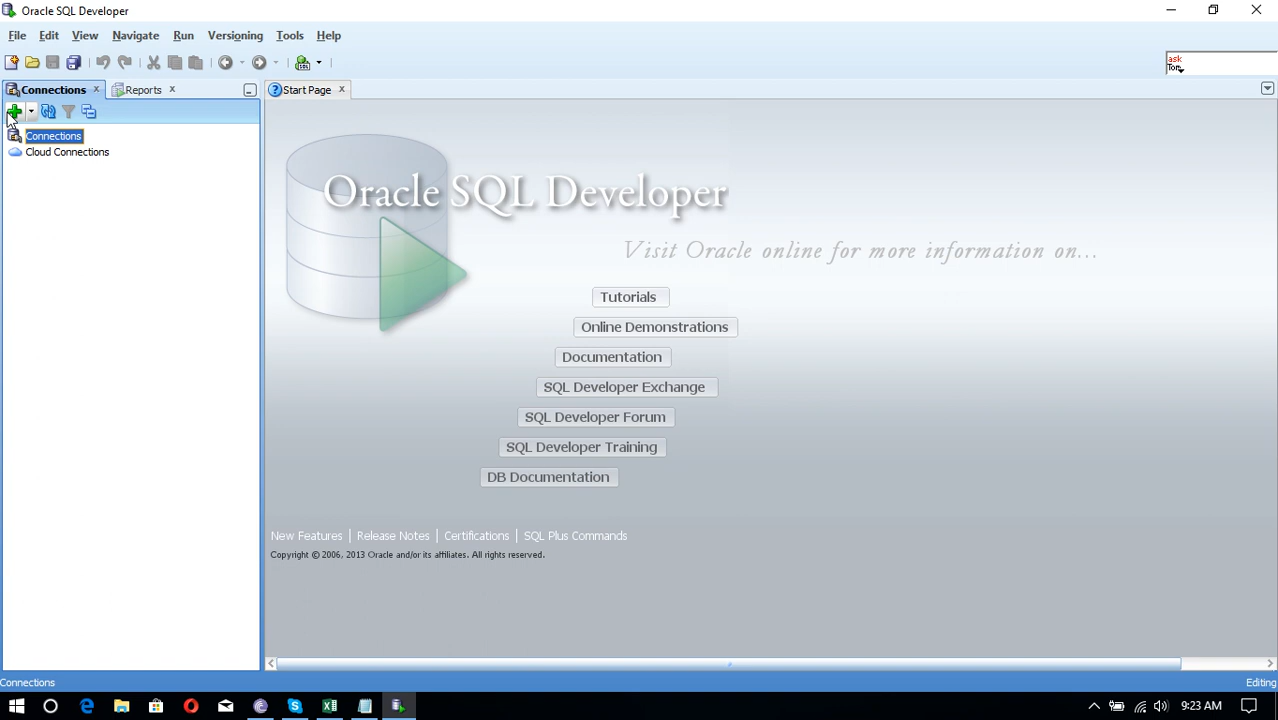 Oracle SQL Developer
File Edit View Navigate Run Versioning Tools Help
ask
Tom
Connections Reports Start Page
Connections
Cloud Connections
Oracle SQL Developer
Visit Oracle online for more information on...
Tutorials
Online Demonstrations
Documentation
SQL Developer Exchange
SQL Developer Forum
SQL Developer Training
DB Documentation
New Features Release Notes Certifications SQL Plus Commands
Copyright © 2006, 2013 Oracle and/or its affiliates. All rights reserved.
Connections Editing
9:23 AM